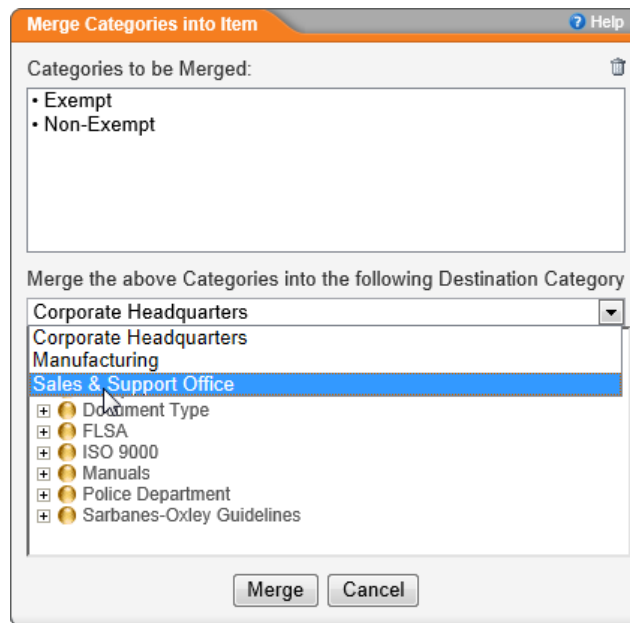 Merge Categories into Item
Help
Categories to be Merged:
• Exempt
• Non-Exempt
Merge the above Categories into the following Destination Category
Corporate Headquarters
Corporate Headquarters
Manufacturing
Sales & Support Office
Document Type
FLSA
ISO 9000
Manuals
Police Department
Sarbanes-Oxley Guidelines
Merge Cancel